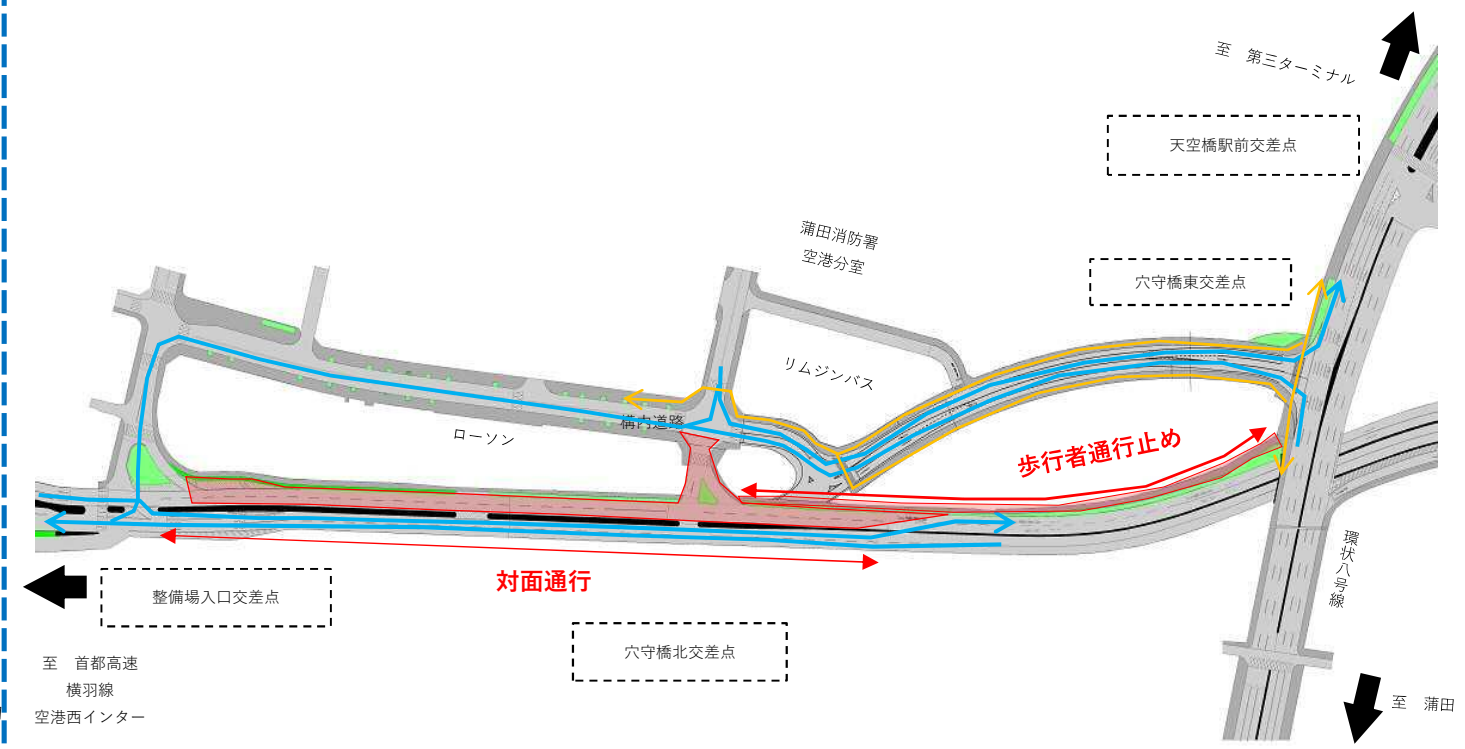 至　第三ターミナル
天空橋駅前交差点
蒲田消防署
空港分室
穴守橋東交差点
リムジンバス
構内道路
ローソン
歩行者通行止め
対面通行
環状八号線
整備場入口交差点
穴守橋北交差点
至　首都高速
横羽線
空港西インター
至　蒲田